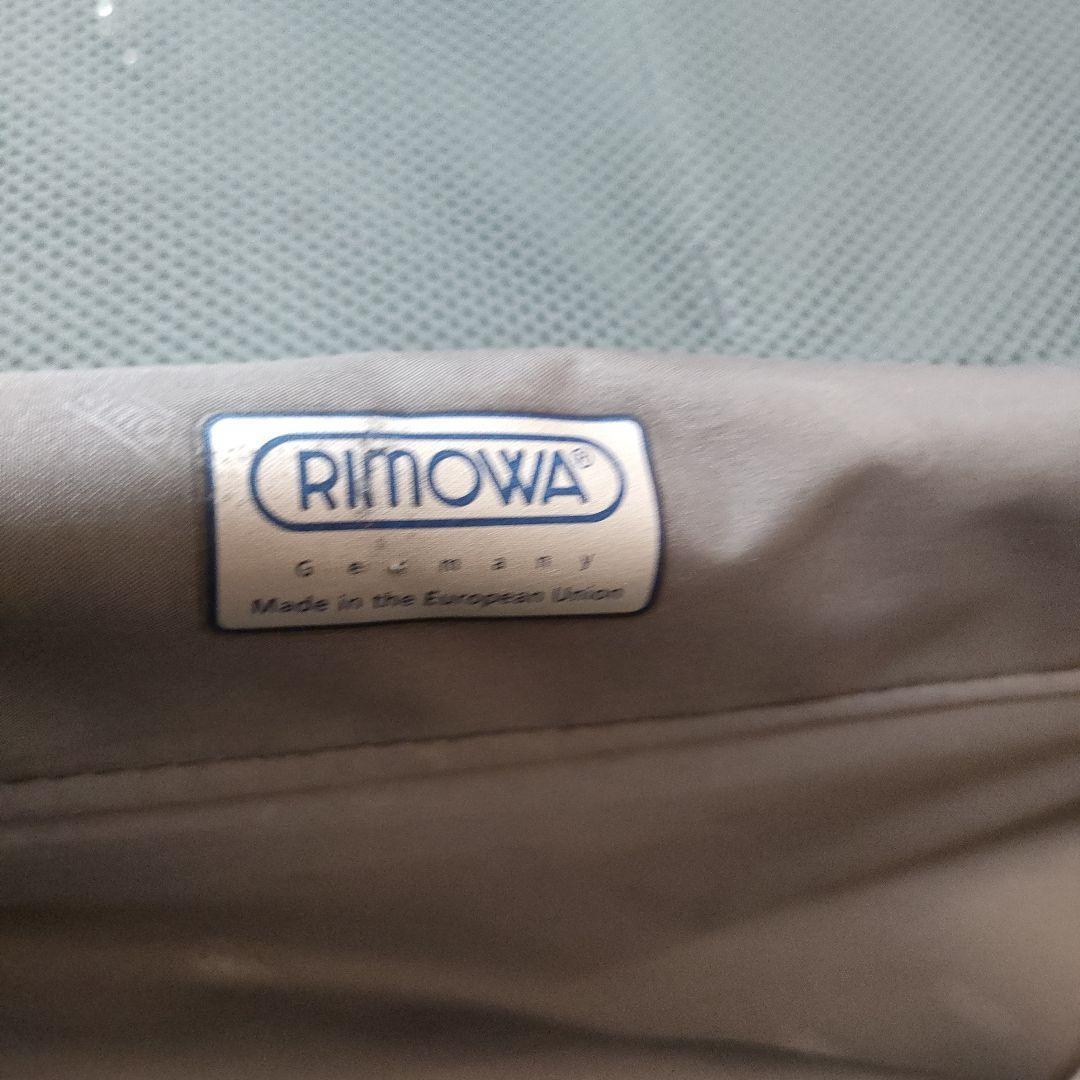 RIMOWA®
Germany
Made in the European Union